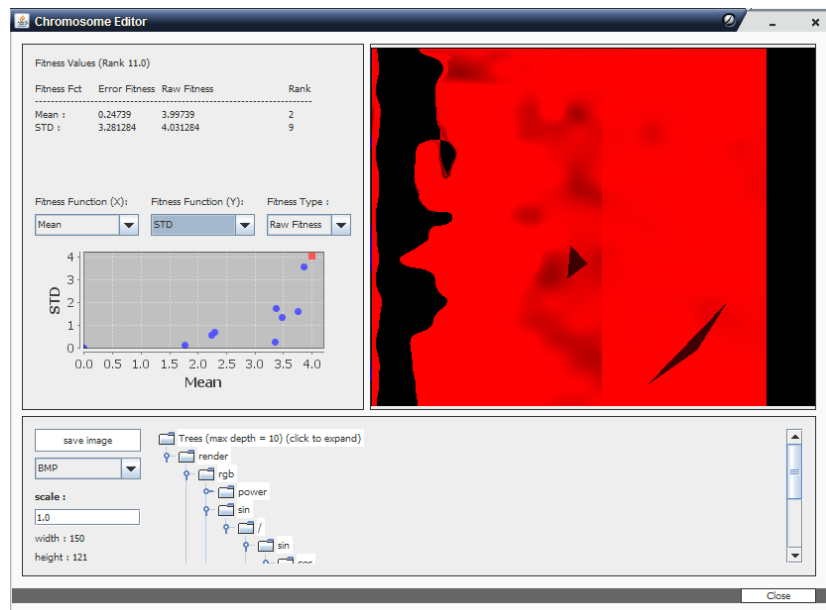 Chromosome Editor
Fitness Values (Rank 11.0)
Fitness Fct Error Fitness Raw Fitness Rank
Mean : 0.24739 3.99739 2
STD : 3.281284 4.031284 9
Fitness Function (X): Fitness Function (Y): Fitness Type :
Mean STD Raw Fitness
4
3
2
1
0
STD
0.0 0.5 1.0 1.5 2.0 2.5 3.0 3.5 4.0
Mean
save image
BMP
scale :
1.0
width : 150
height : 121
Trees (max depth = 10) (click to expand)
render
rgb
power
sin
/
sin
cos
Close